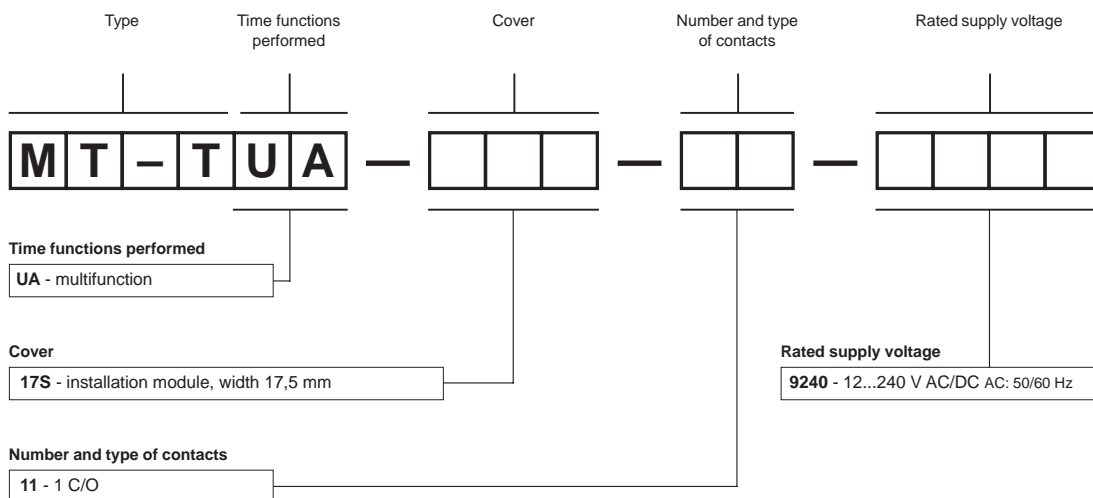 Type
Time functions
performed
Cover
Number and type
of contacts
Rated supply voltage
MT–TUA — — —
Time functions performed
UA - multifunction
Cover
17S - installation module, width 17,5 mm
Rated supply voltage
9240 - 12...240 V AC/DC AC: 50/60 Hz
Number and type of contacts
11 - 1 C/O